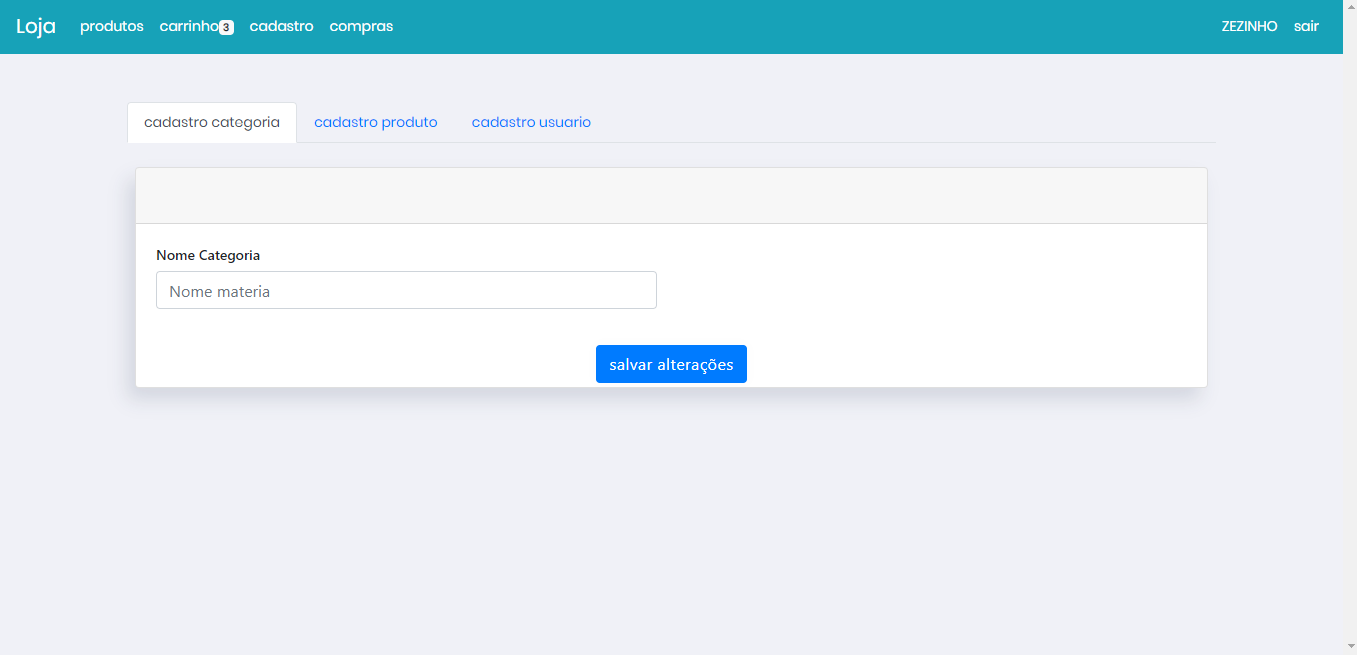 Loja produtos carrinho3 cadastro compras ZEZINHO sair
cadastro categoria cadastro produto cadastro usuario
Nome Categoria
Nome materia
salvar alterações